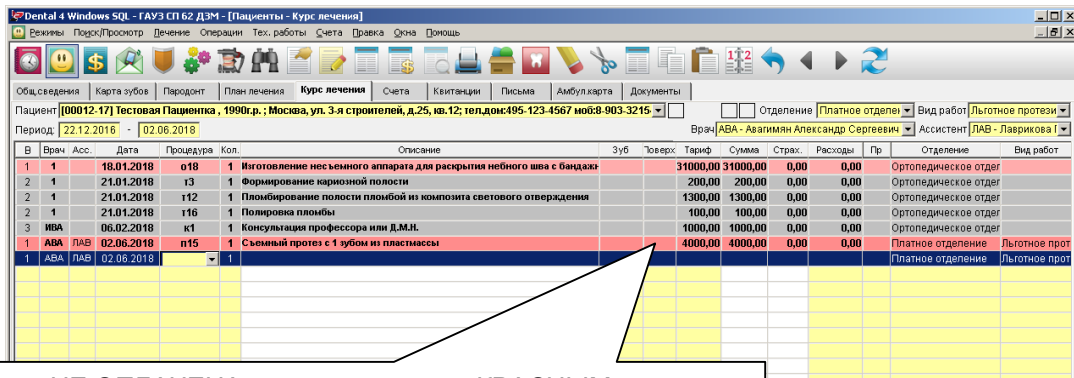 Dental 4 Windows SQL - ГАУЗ СП 62 ДЗМ - [Пациенты - Курс лечения]
Режимы Поиск/Просмотр Лечение Операции Тех. работы Счета Правка Окна Помощь
Общ.сведения Карта зубов Пародонт План лечения Курс лечения Счета Квитанции Письма Амбул.карта Документы
Пациент [00012-17] Тестовая Пациентка , 1990г.р. ; Москва, ул. 3-я строителей, д.25, кв.12; тел.дом:495-123-4567 моб:8-903-3215- Отделение Платное отделен Вид работ Льготное протези
Период: 22.12.2016 - 02.06.2018 Врач АВА - Авагимян Александр Сергеевич Ассистент ЛАВ - Лаврикова Г
В Врач Асс. Дата Процедура Кол. Описание Зуб Поверх Тариф Сумма Страх. Расходы Пр Отделение Вид работ
1 1 18.01.2018 о18 1 Изготовление несъемного аппарата для раскрытия небного шва с бандажн 31000,00 31000,00 0,00 0,00 Ортопедическое отдел
2 1 21.01.2018 т3 1 Формирование кариозной полости 200,00 200,00 0,00 0,00 Ортопедическое отдел
2 1 21.01.2018 т12 1 Пломбирование полости пломбой из композита светового отверждения 1300,00 1300,00 0,00 0,00 Ортопедическое отдел
2 1 21.01.2018 т16 1 Полировка пломбы 100,00 100,00 0,00 0,00 Ортопедическое отдел
3 ИВА 06.02.2018 к1 1 Консультация профессора или Д.М.Н. 1000,00 1000,00 0,00 0,00 Ортопедическое отдел
1 АВА ЛАВ 02.06.2018 п15 1 Съемный протез с 1 зубом из пластмассы 4000,00 4000,00 0,00 0,00 Платное отделение Льготное прот
1 АВА ЛАВ 02.06.2018 1 Платное отделение Льготное прот